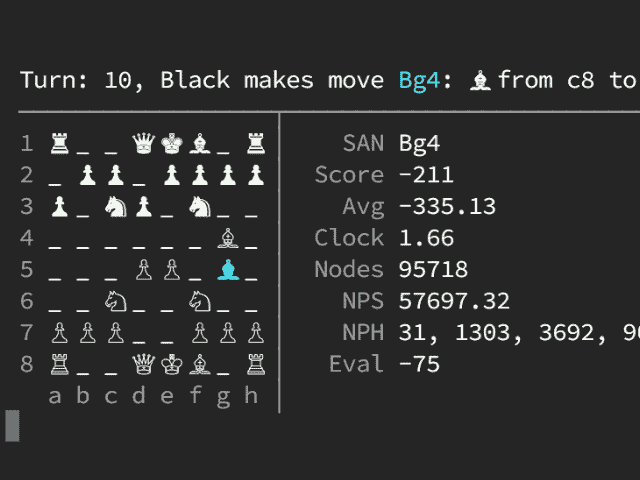 Turn: 10, Black makes move Bg4: ♝ from c8 to
1 ♜ _ _ ♛ ♚ ♝ _ ♜ SAN Bg4
2 _ ♟ ♟ _ ♟ ♟ ♟ ♟ Score -211
3 ♟ _ ♞ ♟ _ ♞ _ _ Avg -335.13
4 _ _ _ _ _ _ ♗ _ Clock 1.66
5 _ _ _ ♙ ♙ _ ♝ _ Nodes 95718
6 _ _ ♘ _ _ ♘ _ _ NPS 57697.32
7 ♙ ♙ ♙ _ _ ♙ ♙ ♙ NPH 31, 1303, 3692,
8 ♖ _ _ ♕ ♔ ♗ _ ♖ Eval -75
a b c d e f g h